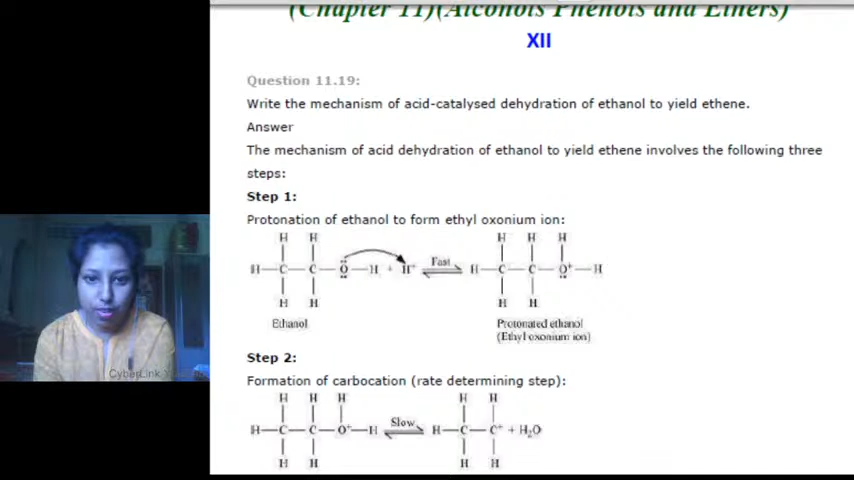 (Chapter 11)(Alcohols Phenols and Ethers)
XII
Question 11.19:
Write the mechanism of acid-catalysed dehydration of ethanol to yield ethene.
Answer
The mechanism of acid dehydration of ethanol to yield ethene involves the following three
steps:
Step 1:
Protonation of ethanol to form ethyl oxonium ion:
H H H H H
H—C—C—O—H + H⁺ Fast H—C—C—O⁺—H
H H H H
Ethanol Protonated ethanol
(Ethyl oxonium ion)
Step 2:
CyberLink
Formation of carbocation (rate determining step):
H H H H H
H—C—C—O⁺—H Slow H—C—C⁺ + H₂O
H H H H